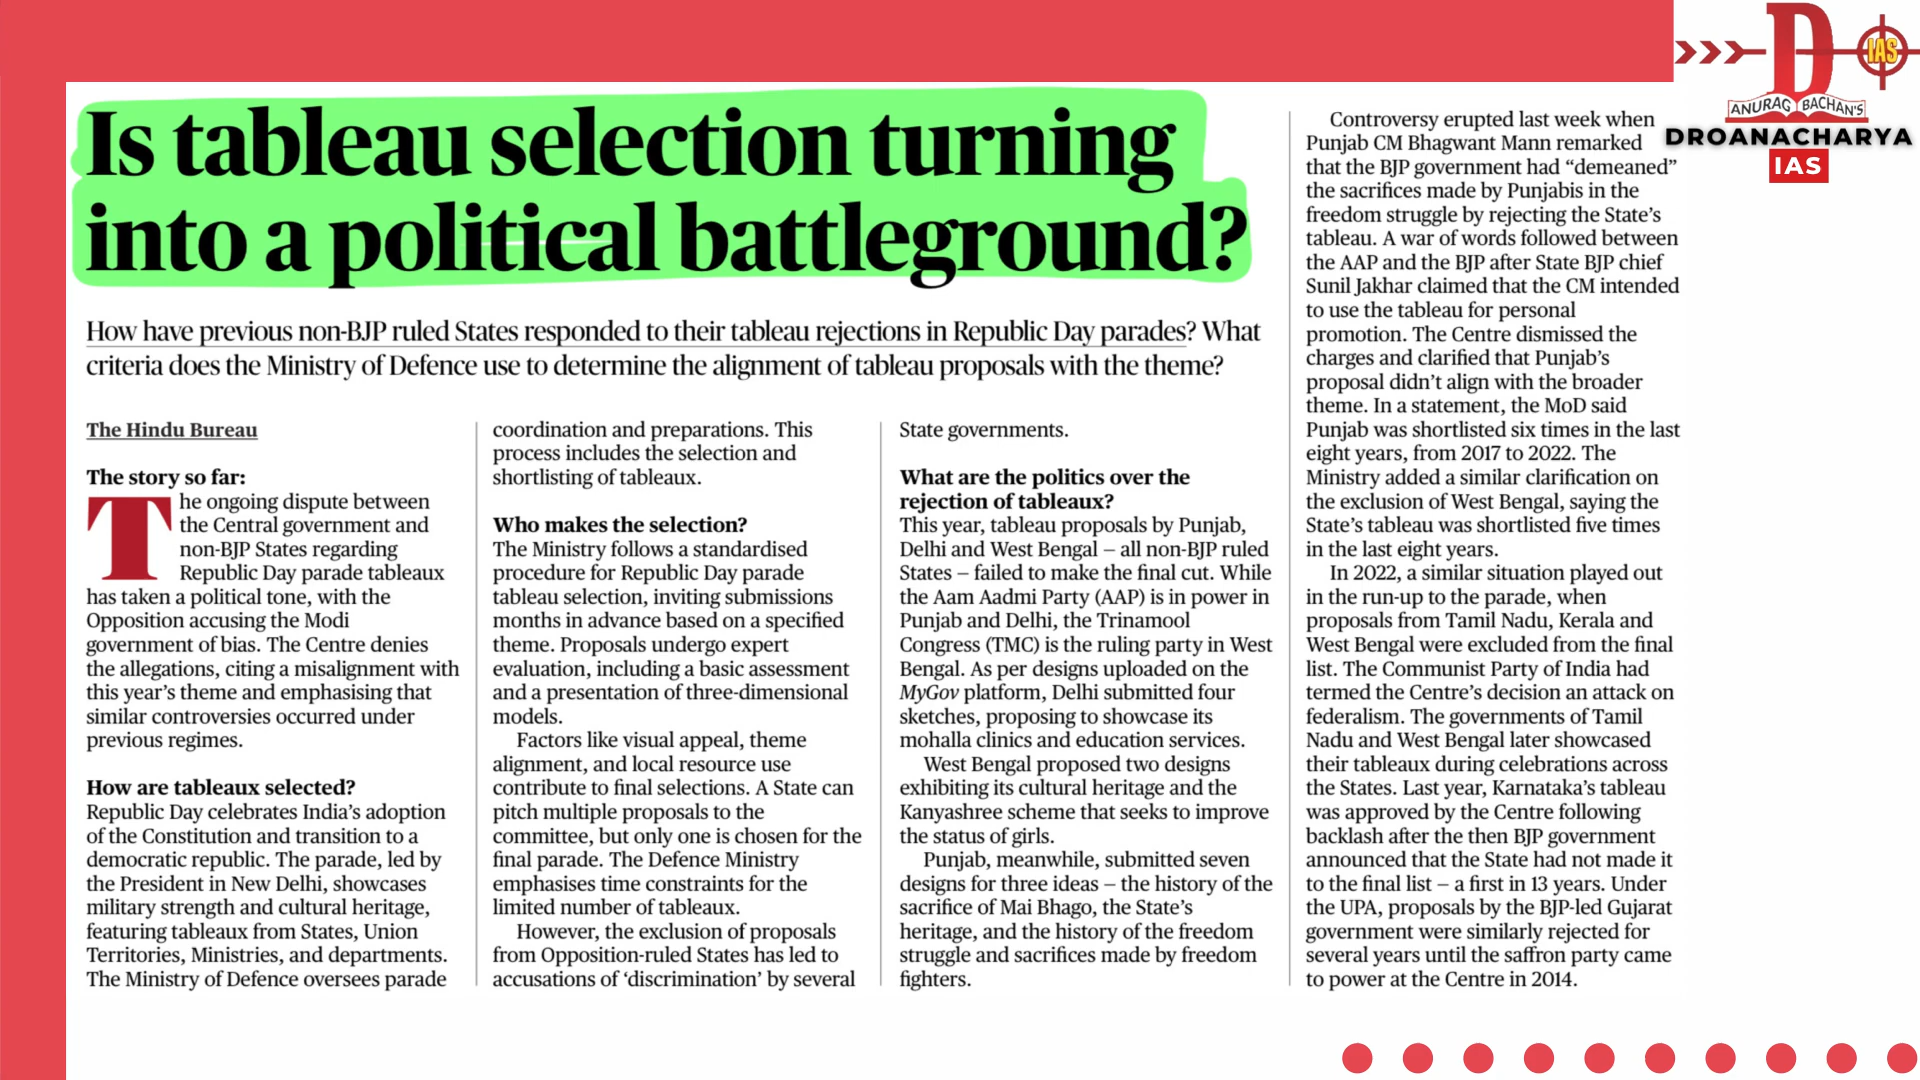 Is tableau selection turning
into a political battleground?
How have previous non-BJP ruled States responded to their tableau rejections in Republic Day parades? What
criteria does the Ministry of Defence use to determine the alignment of tableau proposals with the theme?
The Hindu Bureau
The story so far:
The ongoing dispute between
the Central government and
non-BJP States regarding
Republic Day parade tableaux
has taken a political tone, with the
Opposition accusing the Modi
government of bias. The Centre denies
the allegations, citing a misalignment with
this year's theme and emphasising that
similar controversies occurred under
previous regimes.
How are tableaux selected?
Republic Day celebrates India's adoption
of the Constitution and transition to a
democratic republic. The parade, led by
the President in New Delhi, showcases
military strength and cultural heritage,
featuring tableaux from States, Union
Territories, Ministries, and departments.
The Ministry of Defence oversees parade
coordination and preparations. This
process includes the selection and
shortlisting of tableaux.
Who makes the selection?
The Ministry follows a standardised
procedure for Republic Day parade
tableau selection, inviting submissions
months in advance based on a specified
theme. Proposals undergo expert
evaluation, including a basic assessment
and a presentation of three-dimensional
models.
Factors like visual appeal, theme
alignment, and local resource use
contribute to final selections. A State can
pitch multiple proposals to the
committee, but only one is chosen for the
final parade. The Defence Ministry
emphasises time constraints for the
limited number of tableaux.
However, the exclusion of proposals
from Opposition-ruled States has led to
accusations of 'discrimination' by several
State governments.
What are the politics over the
rejection of tableaux?
This year, tableau proposals by Punjab,
Delhi and West Bengal – all non-BJP ruled
States – failed to make the final cut. While
the Aam Aadmi Party (AAP) is in power in
Punjab and Delhi, the Trinamool
Congress (TMC) is the ruling party in West
Bengal. As per designs uploaded on the
MyGov platform, Delhi submitted four
sketches, proposing to showcase its
mohalla clinics and education services.
West Bengal proposed two designs
exhibiting its cultural heritage and the
Kanyashree scheme that seeks to improve
the status of girls.
Punjab, meanwhile, submitted seven
designs for three ideas – the history of the
sacrifice of Mai Bhago, the State's
heritage, and the history of the freedom
struggle and sacrifices made by freedom
fighters.
Controversy erupted last week when
Punjab CM Bhagwant Mann remarked
that the BJP government had "demeaned"
the sacrifices made by Punjabis in the
freedom struggle by rejecting the State's
tableau. A war of words followed between
the AAP and the BJP after State BJP chief
Sunil Jakhar claimed that the CM intended
to use the tableau for personal
promotion. The Centre dismissed the
charges and clarified that Punjab's
proposal didn't align with the broader
theme. In a statement, the MoD said
Punjab was shortlisted six times in the last
eight years, from 2017 to 2022. The
Ministry added a similar clarification on
the exclusion of West Bengal, saying the
State's tableau was shortlisted five times
in the last eight years.
In 2022, a similar situation played out
in the run-up to the parade, when
proposals from Tamil Nadu, Kerala and
West Bengal were excluded from the final
list. The Communist Party of India had
termed the Centre's decision an attack on
federalism. The governments of Tamil
Nadu and West Bengal later showcased
their tableaux during celebrations across
the States. Last year, Karnataka's tableau
was approved by the Centre following
backlash after the then BJP government
announced that the State had not made it
to the final list – a first in 13 years. Under
the UPA, proposals by the BJP-led Gujarat
government were similarly rejected for
several years until the saffron party came
to power at the Centre in 2014.
D
IAS
ANURAG BACHAN'S
DROANACHARYA
IAS